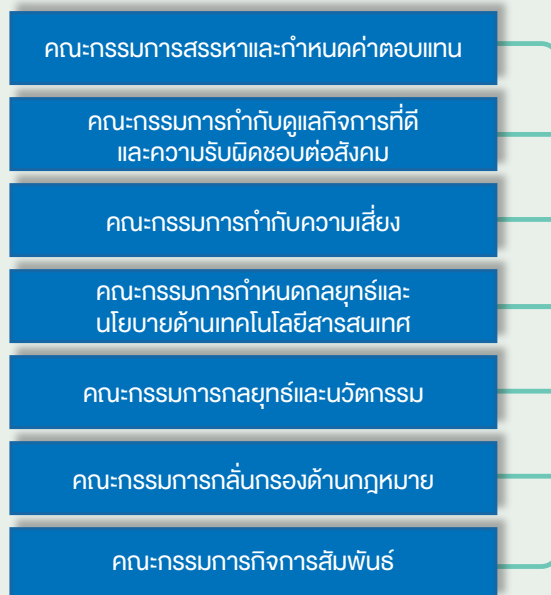 คณะกรรมการสรรหาและกำหนดค่าตอบแทน
คณะกรรมการกำกับดูแลกิจการที่ดี
และความรับผิดชอบต่อสังคม
คณะกรรมการกำกับความเสี่ยง
คณะกรรมการกำหนดกลยุทธ์และ
นโยบายด้านเทคโนโลยีสารสนเทศ
คณะกรรมการกลยุทธ์และนวัตกรรม
คณะกรรมการกลั่นกรองด้านกฎหมาย
คณะกรรมการกิจการสัมพันธ์